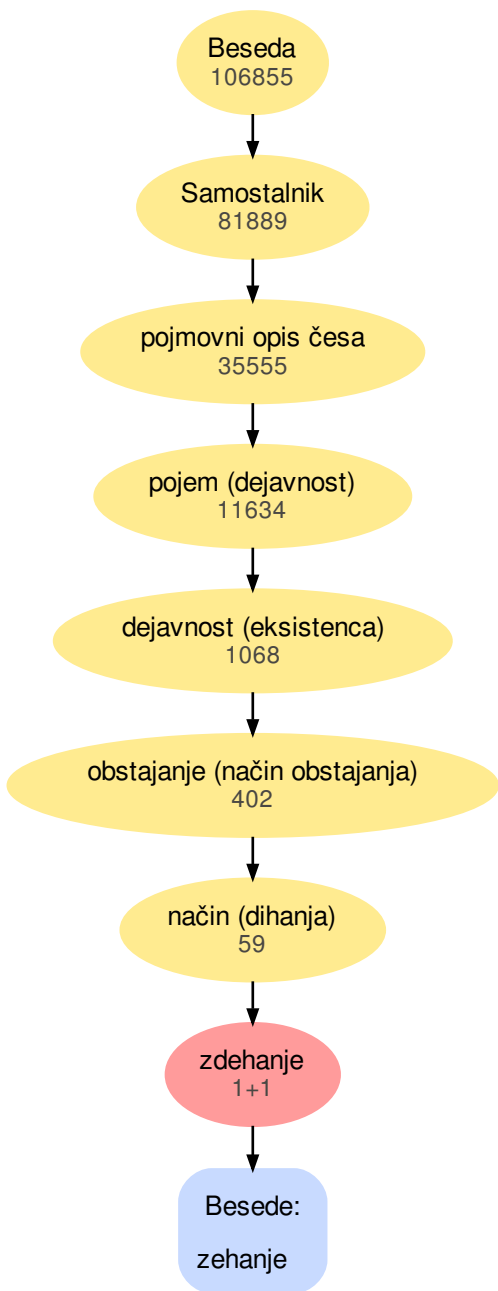 Beseda
106855
Samostalnik
81889
pojmovni opis česa
35555
pojem (dejavnost)
11634
dejavnost (eksistenca)
1068
obstajanje (način obstajanja)
402
način (dihanja)
59
zdehanje
1+1
Besede:
zehanje